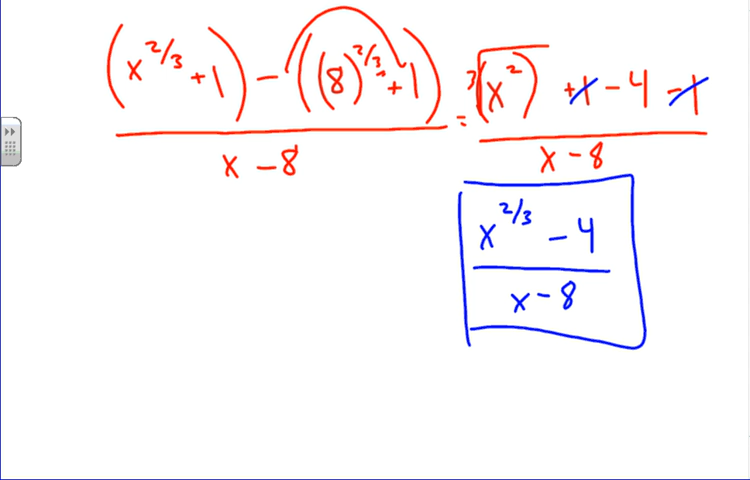 (x^{2/3} + 1) - ((8)^{2/3} + 1) / x - 8 = ∛(x²) + 1 - 4 - 1 / x - 8
x^{2/3} - 4 / x - 8